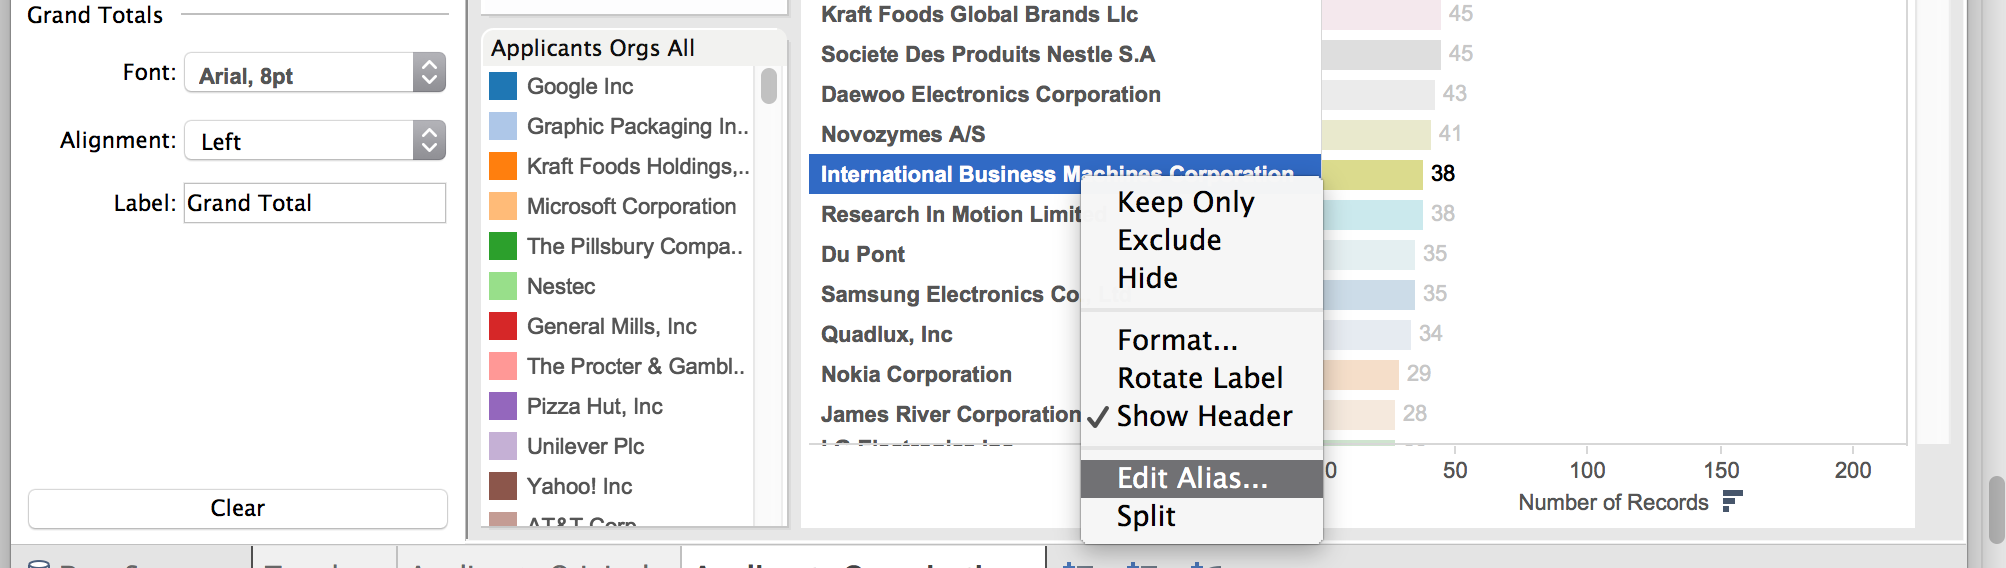 Grand Totals
Font: Arial, 8pt
Alignment: Left
Label: Grand Total
Clear
Applicants Orgs All
Google Inc
Graphic Packaging In..
Kraft Foods Holdings,..
Microsoft Corporation
The Pillsbury Compa..
Nestec
General Mills, Inc
The Procter & Gambl..
Pizza Hut, Inc
Unilever Plc
Yahoo! Inc
AT&T Corp
Kraft Foods Global Brands Llc 45
Societe Des Produits Nestle S.A 45
Daewoo Electronics Corporation 43
Novozymes A/S 41
International Business Machines Corporation 38
Research In Motion Limited 38
Du Pont 35
Samsung Electronics Co., Ltd. 35
Quadlux, Inc 34
Nokia Corporation 29
James River Corporation 28
LG Electronics Inc
Keep Only
Exclude
Hide
Format...
Rotate Label
✓ Show Header
Edit Alias...
Split
0 50 100 150 200
Number of Records